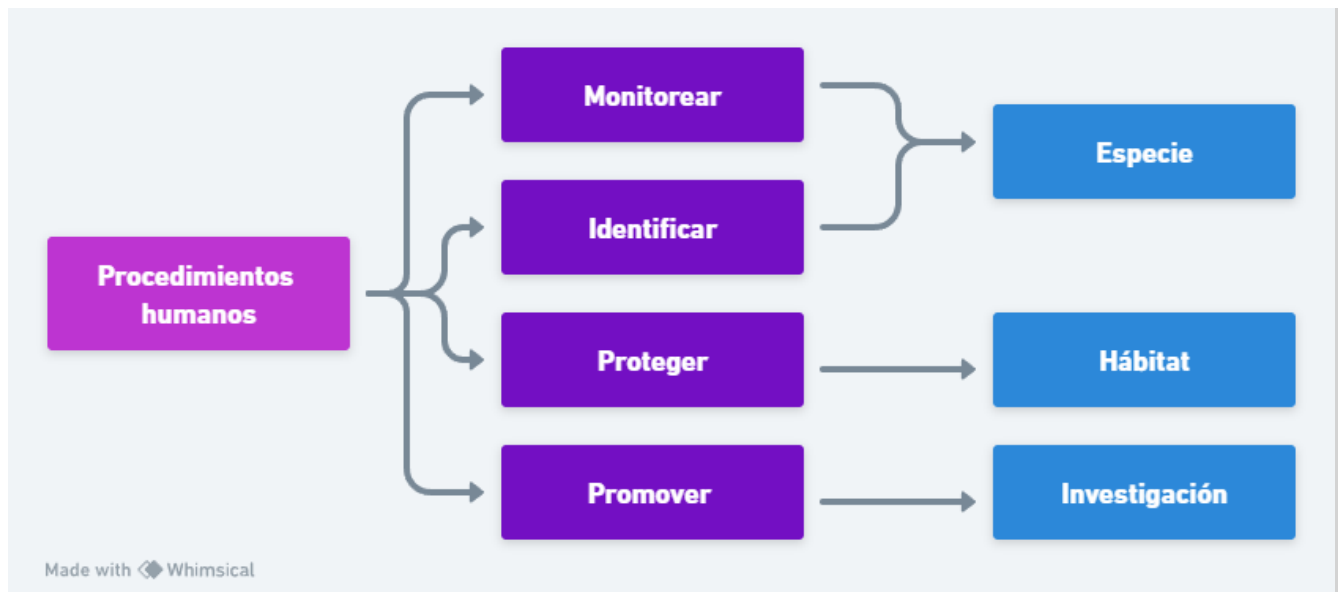 Procedimientos
humanos
Monitorear
Identificar
Proteger
Promover
Especie
Hábitat
Investigación
Made with Whimsical